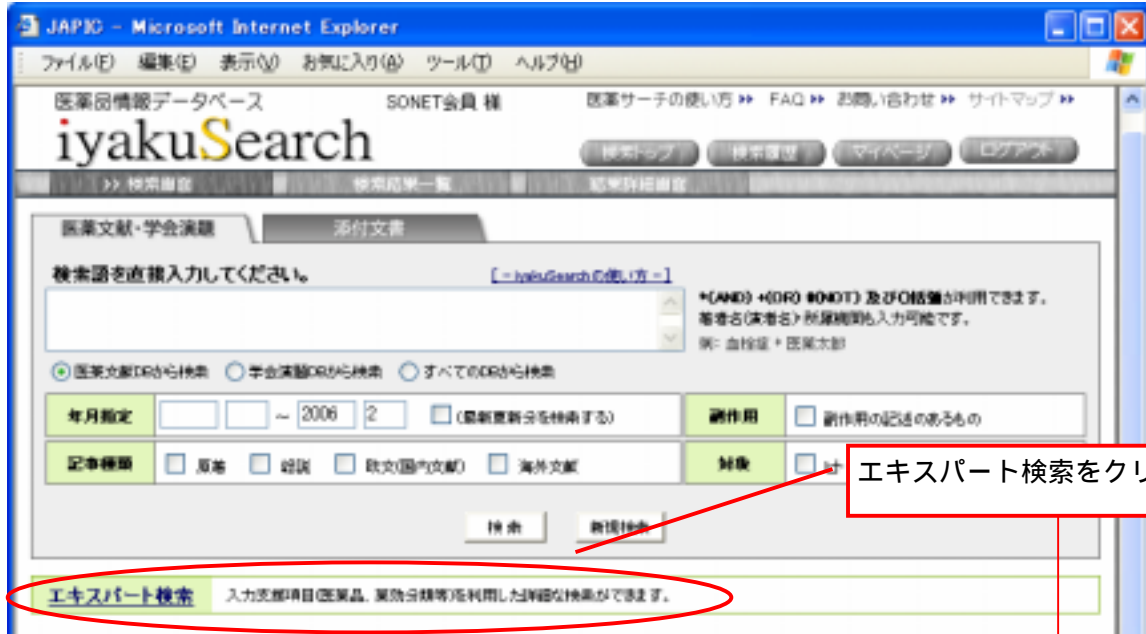 JAPIC - Microsoft Internet Explorer
ファイル(F) 編集(E) 表示(V) お気に入り(A) ツール(T) ヘルプ(H)
医薬品情報データベース SONET会員 様 医薬サーチの使い方 FAQ お問い合わせ サイトマップ
iyakuSearch
検索トップ 検索履歴 マイページ ログアウト
>> 検索画面 検索結果一覧 結果詳細画面
医薬文献・学会演題 添付文書
検索語を直接入力してください。 [-iyakuSearchの使い方-]
*(AND) +(OR) #(NOT) 及び()括弧が利用できます。
著者名(演者名)・所属機関も入力可能です。
例: 血栓症 * 医薬太郎
医薬文献DBから検索 学会演題DBから検索 すべてのDBから検索
年月指定 ~ 2006 2 (最新更新分を検索する) 副作用 副作用の記述のあるもの
記事種類 原著 総説 欧文(国内文献) 海外文献 対象 ヒト
エキスパート検索をクリ
検索 新規検索
エキスパート検索 入力支援項目(医薬品、薬効分類等)を利用した詳細な検索ができます。